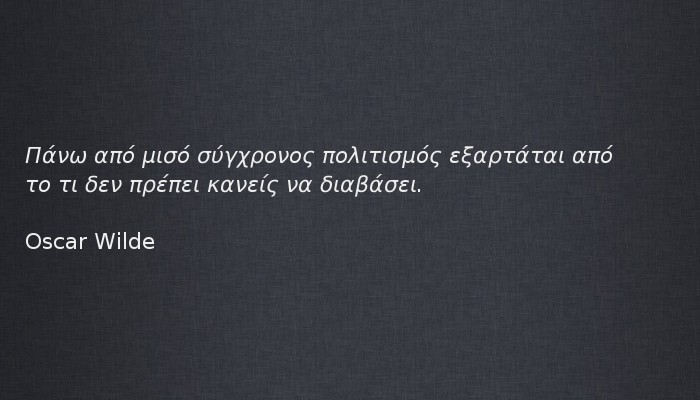 Πάνω από μισό σύγχρονος πολιτισμός εξαρτάται από
το τι δεν πρέπει κανείς να διαβάσει.
Oscar Wilde